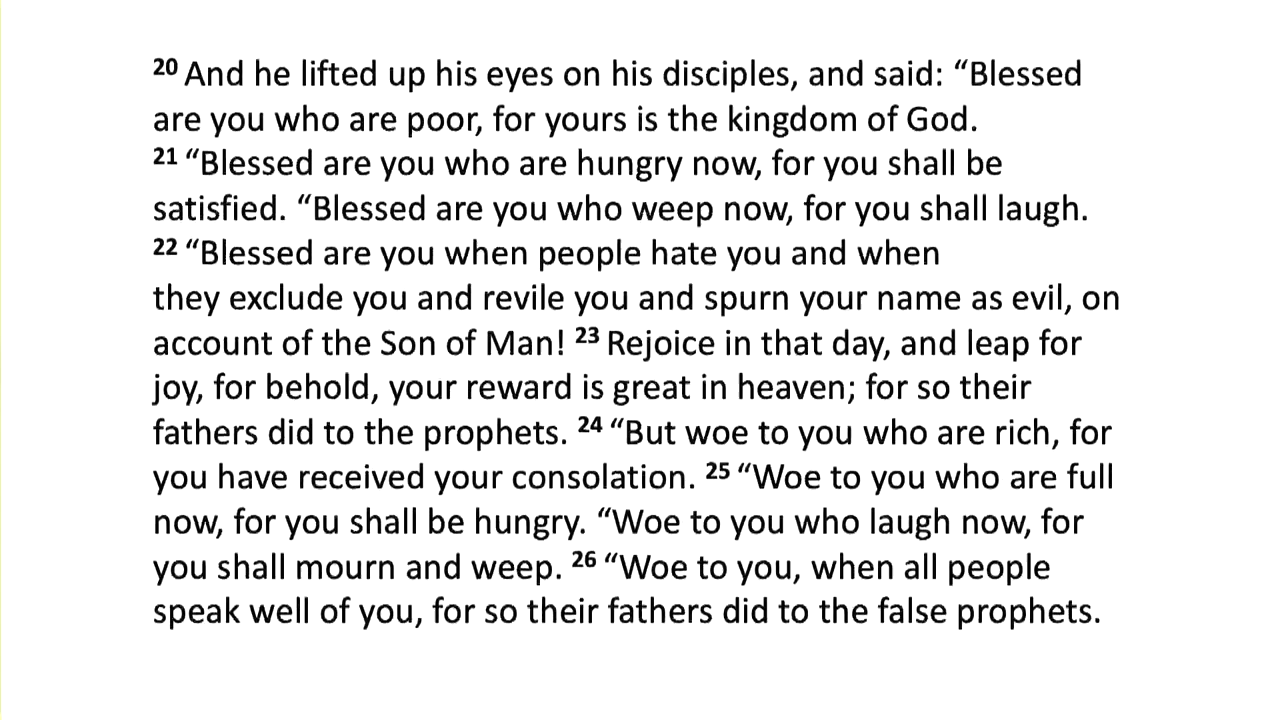 20 And he lifted up his eyes on his disciples, and said: “Blessed
are you who are poor, for yours is the kingdom of God.
21 “Blessed are you who are hungry now, for you shall be
satisfied. “Blessed are you who weep now, for you shall laugh.
22 “Blessed are you when people hate you and when
they exclude you and revile you and spurn your name as evil, on
account of the Son of Man! 23 Rejoice in that day, and leap for
joy, for behold, your reward is great in heaven; for so their
fathers did to the prophets. 24 “But woe to you who are rich, for
you have received your consolation. 25 “Woe to you who are full
now, for you shall be hungry. “Woe to you who laugh now, for
you shall mourn and weep. 26 “Woe to you, when all people
speak well of you, for so their fathers did to the false prophets.